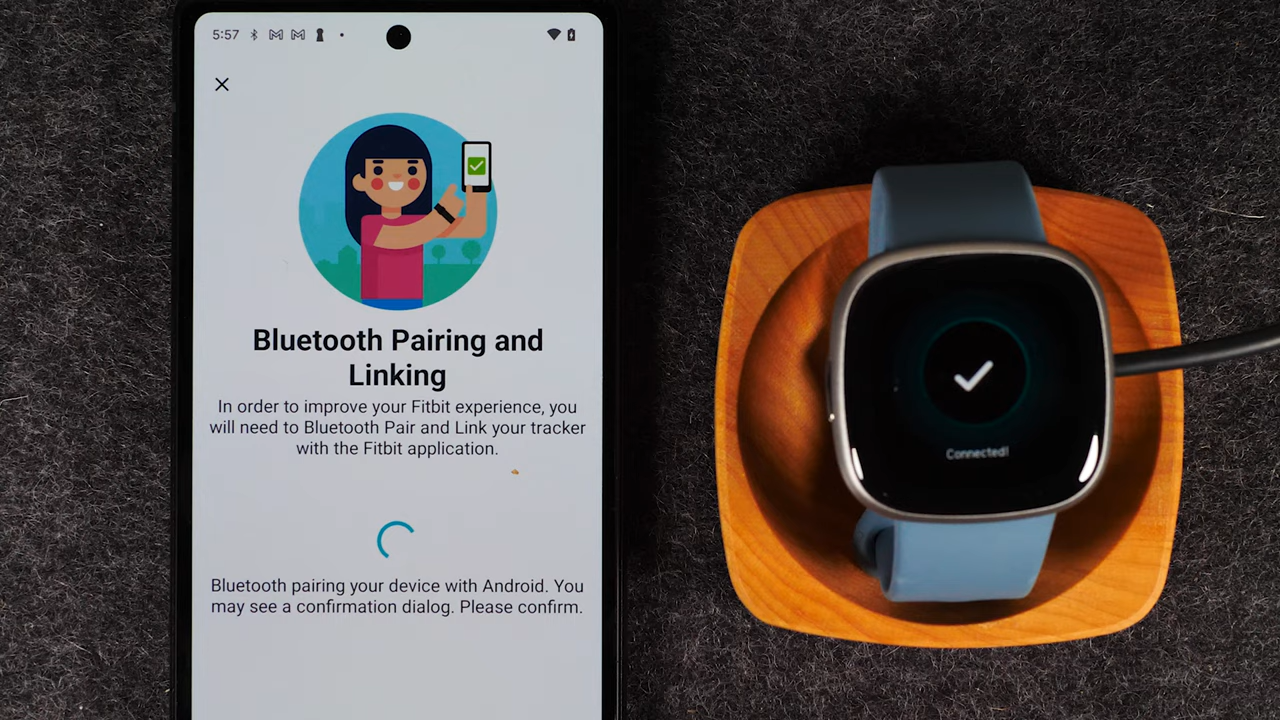 5:57
Bluetooth Pairing and
Linking
In order to improve your Fitbit experience, you
will need to Bluetooth Pair and Link your tracker
with the Fitbit application.
Bluetooth pairing your device with Android. You
may see a confirmation dialog. Please confirm.
Connected!